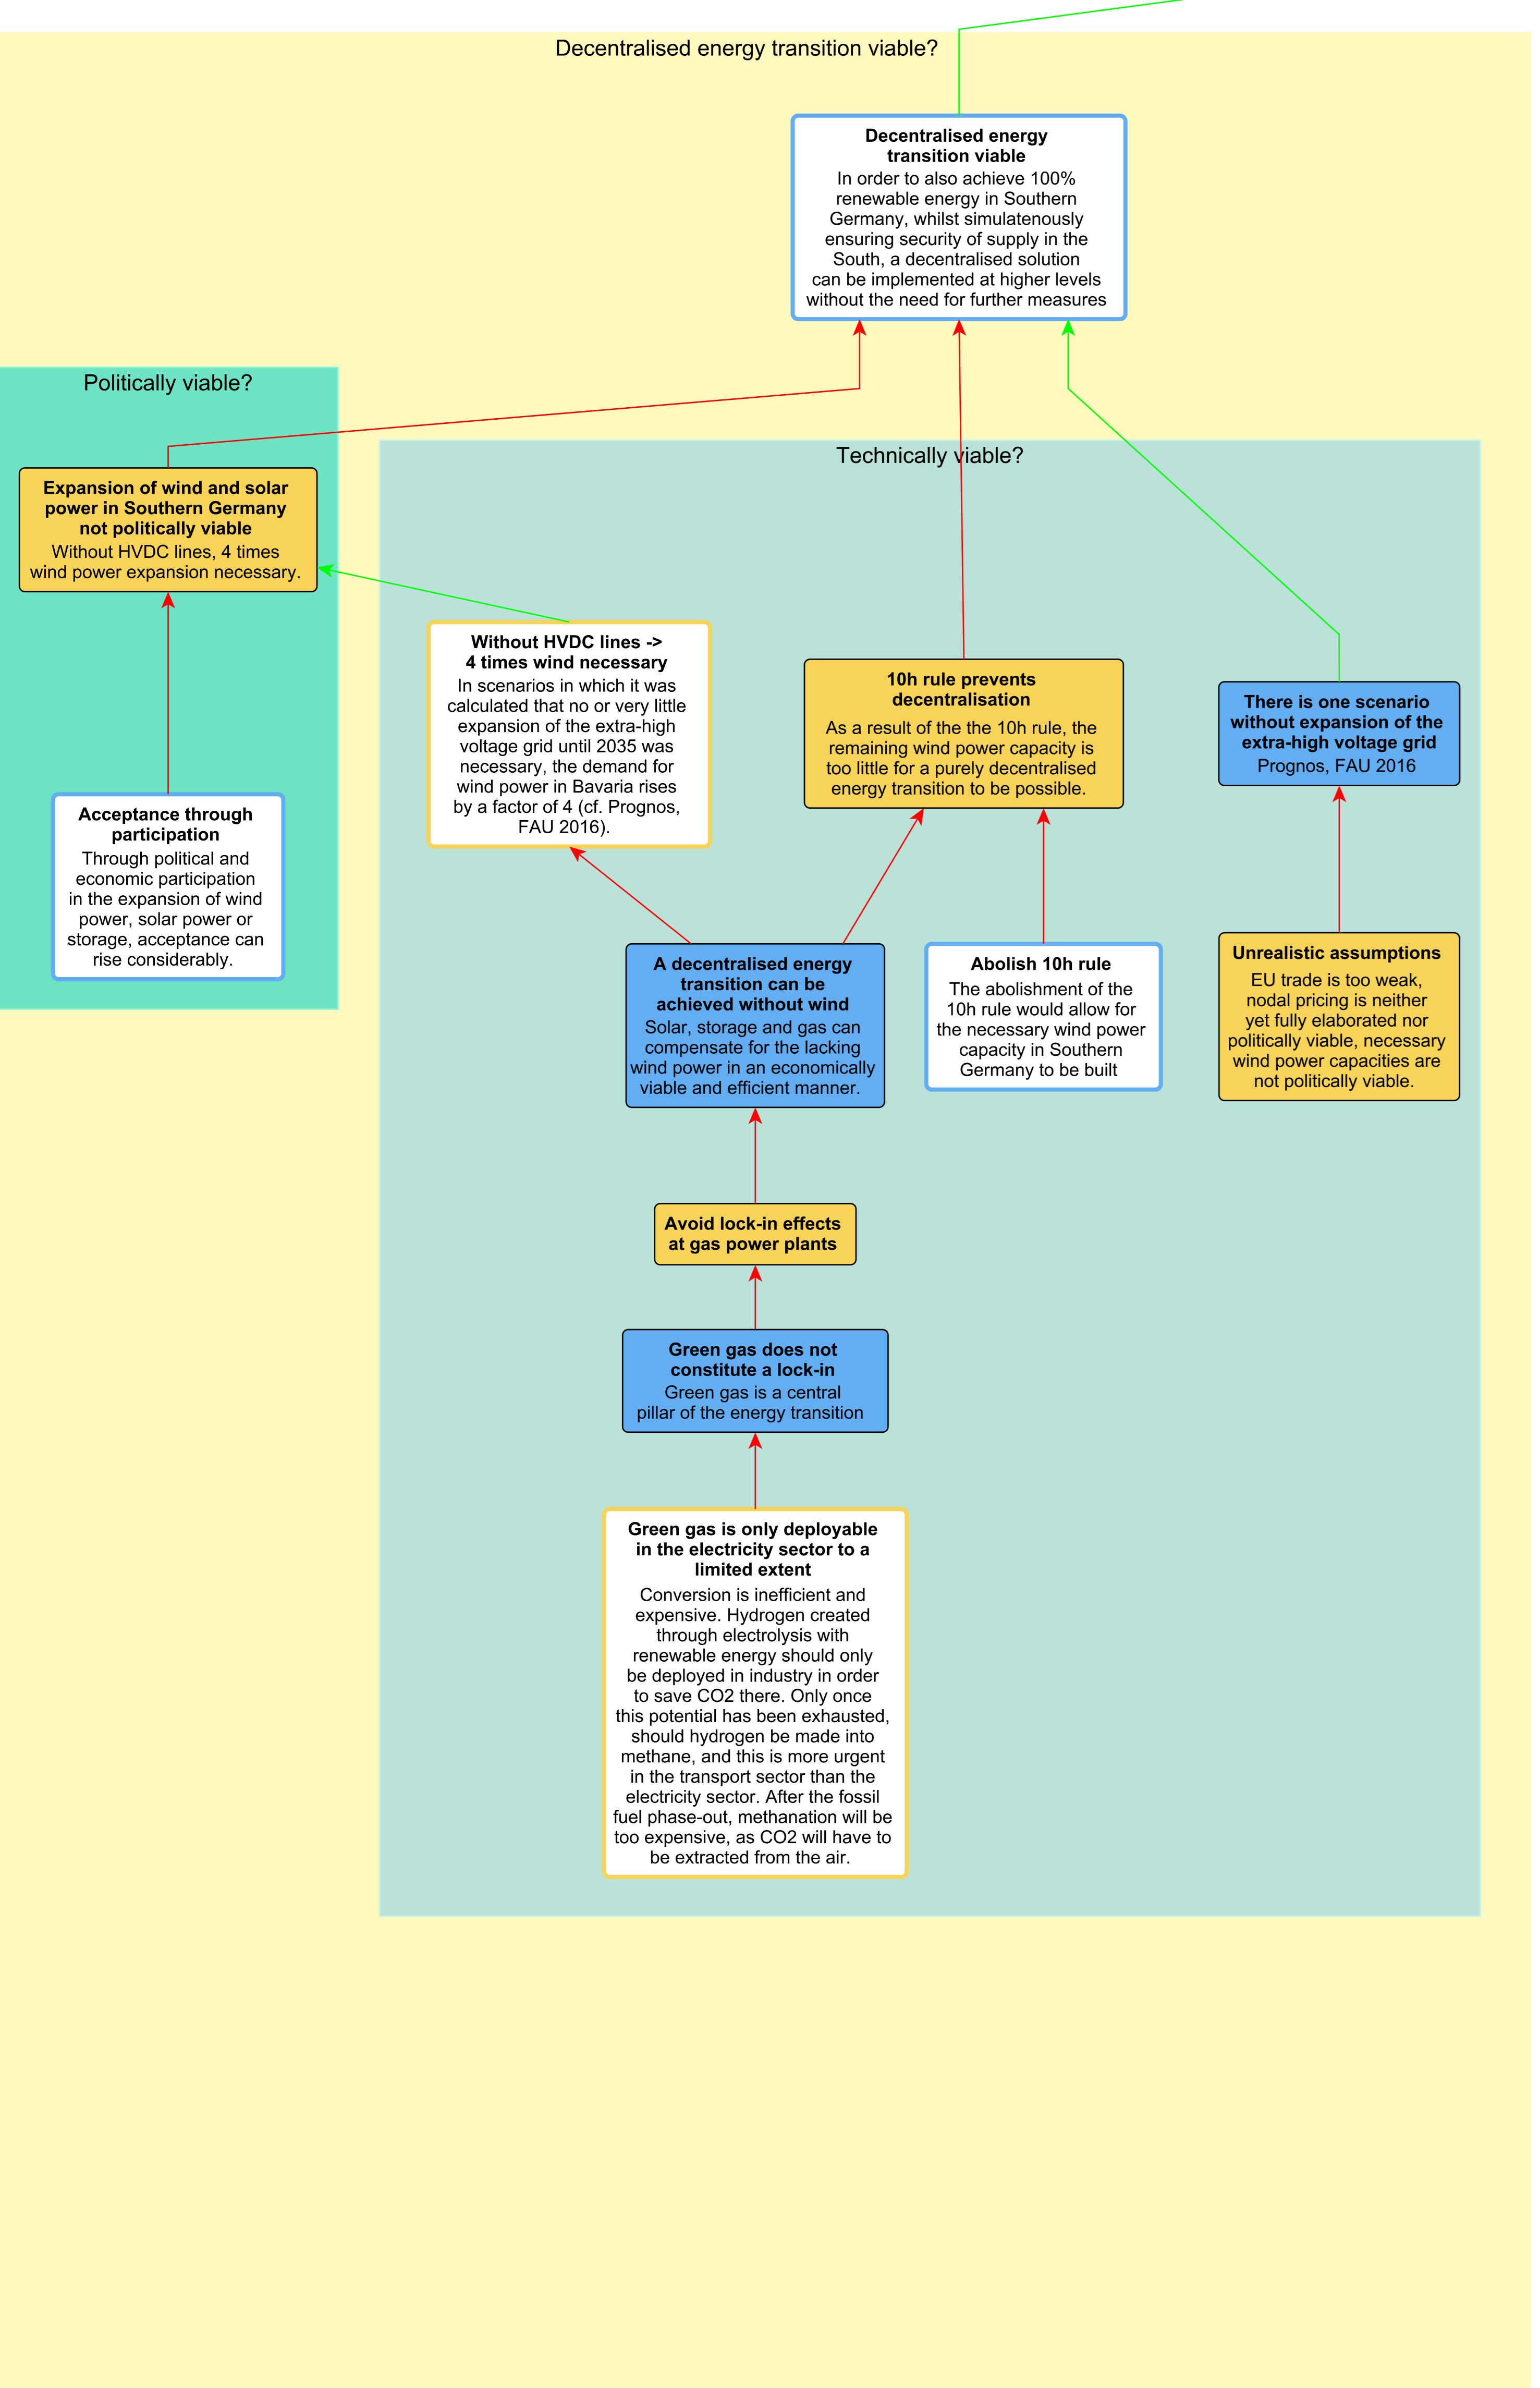 Decentralised energy transition viable?
Decentralised energy
transition viable
In order to also achieve 100%
renewable energy in Southern
Germany, whilst simulatenously
ensuring security of supply in the
South, a decentralised solution
can be implemented at higher levels
without the need for further measures
Politically viable?
Expansion of wind and solar
power in Southern Germany
not politically viable
Without HVDC lines, 4 times
wind power expansion necessary.
Acceptance through
participation
Through political and
economic participation
in the expansion of wind
power, solar power or
storage, acceptance can
rise considerably.
Technically viable?
Without HVDC lines ->
4 times wind necessary
In scenarios in which it was
calculated that no or very little
expansion of the extra-high
voltage grid until 2035 was
necessary, the demand for
wind power in Bavaria rises
by a factor of 4 (cf. Prognos,
FAU 2016).
10h rule prevents
decentralisation
As a result of the the 10h rule, the
remaining wind power capacity is
too little for a purely decentralised
energy transition to be possible.
There is one scenario
without expansion of the
extra-high voltage grid
Prognos, FAU 2016
A decentralised energy
transition can be
achieved without wind
Solar, storage and gas can
compensate for the lacking
wind power in an economically
viable and efficient manner.
Abolish 10h rule
The abolishment of the
10h rule would allow for
the necessary wind power
capacity in Southern
Germany to be built
Unrealistic assumptions
EU trade is too weak,
nodal pricing is neither
yet fully elaborated nor
politically viable, necessary
wind power capacities are
not politically viable.
Avoid lock-in effects
at gas power plants
Green gas does not
constitute a lock-in
Green gas is a central
pillar of the energy transition
Green gas is only deployable
in the electricity sector to a
limited extent
Conversion is inefficient and
expensive. Hydrogen created
through electrolysis with
renewable energy should only
be deployed in industry in order
to save CO2 there. Only once
this potential has been exhausted,
should hydrogen be made into
methane, and this is more urgent
in the transport sector than the
electricity sector. After the fossil
fuel phase-out, methanation will be
too expensive, as CO2 will have to
be extracted from the air.